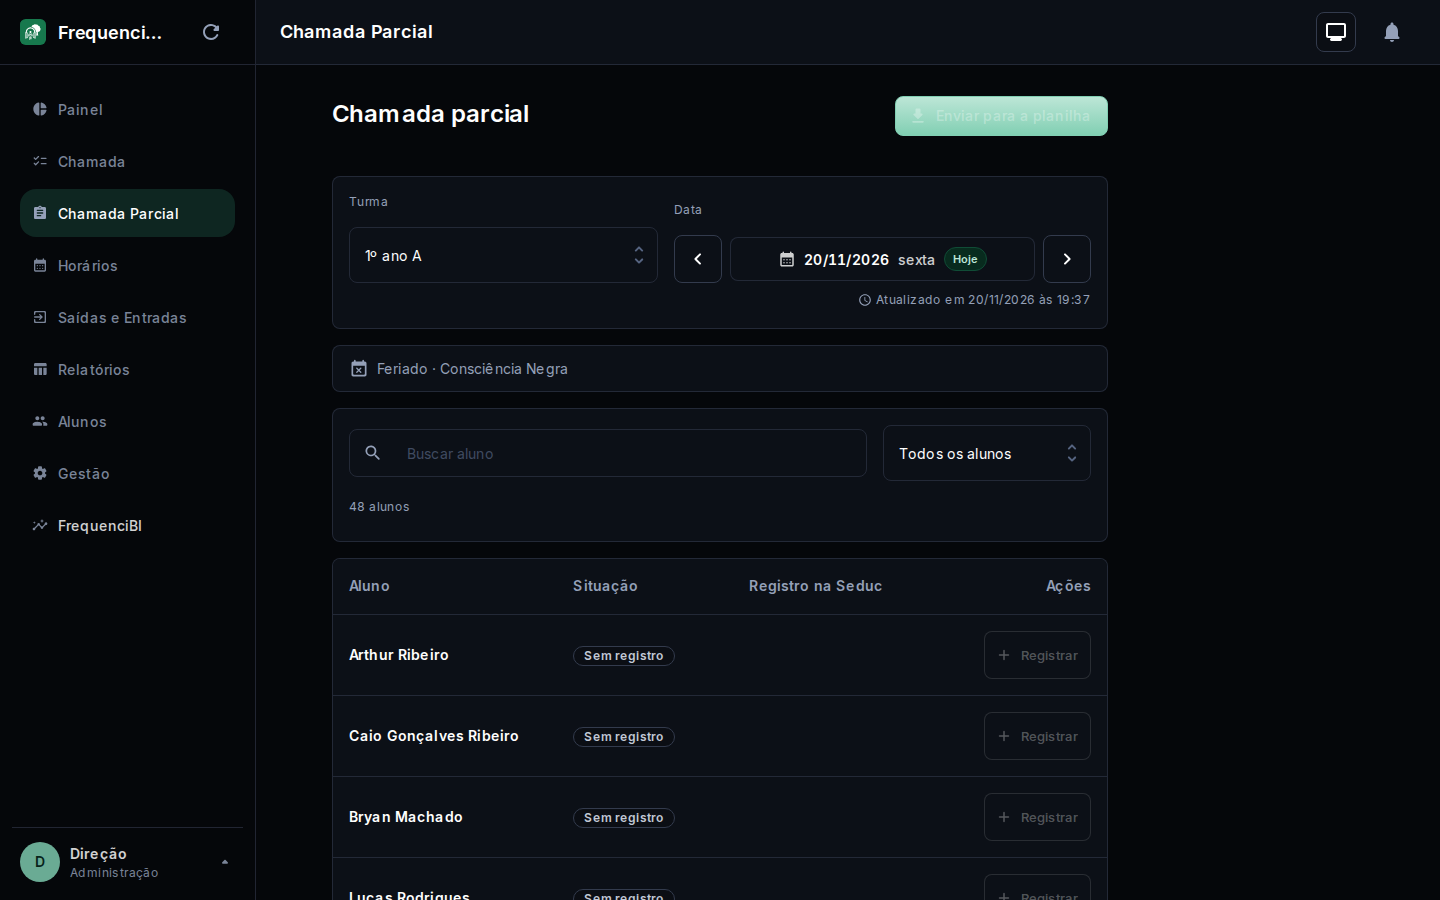 Frequenci...
Chamada Parcial
Painel
Chamada
Chamada Parcial
Horários
Saídas e Entradas
Relatórios
Alunos
Gestão
FrequenciBI
D
Direção
Administração
Chamada parcial
Enviar para a planilha
Turma
1º ano A
Data
20/11/2026 sexta Hoje
Atualizado em 20/11/2026 às 19:37
Feriado · Consciência Negra
Buscar aluno
Todos os alunos
48 alunos
Aluno Situação Registro na Seduc Ações
Arthur Ribeiro Sem registro Registrar
Caio Gonçalves Ribeiro Sem registro Registrar
Bryan Machado Sem registro Registrar
Lucas Rodrigues Sem registro Registrar